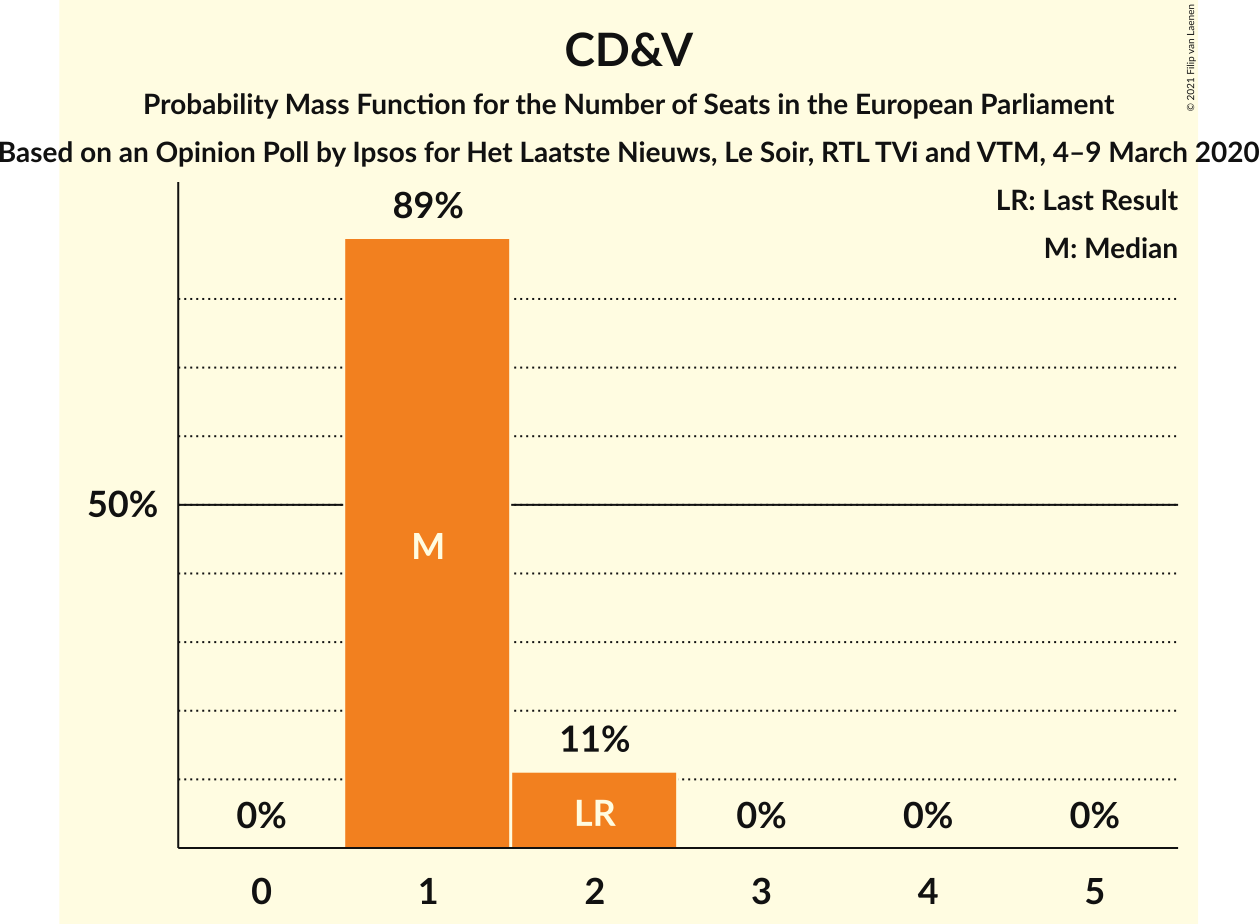 CD&V
Probability Mass Function for the Number of Seats in the European Parliament
Based on an Opinion Poll by Ipsos for Het Laatste Nieuws, Le Soir, RTL TVi and VTM, 4–9 March 2020
© 2021 Filip van Laenen
LR: Last Result
M: Median
89%
50%
M
11%
LR
0%
0%
0%
0%
0 1 2 3 4 5